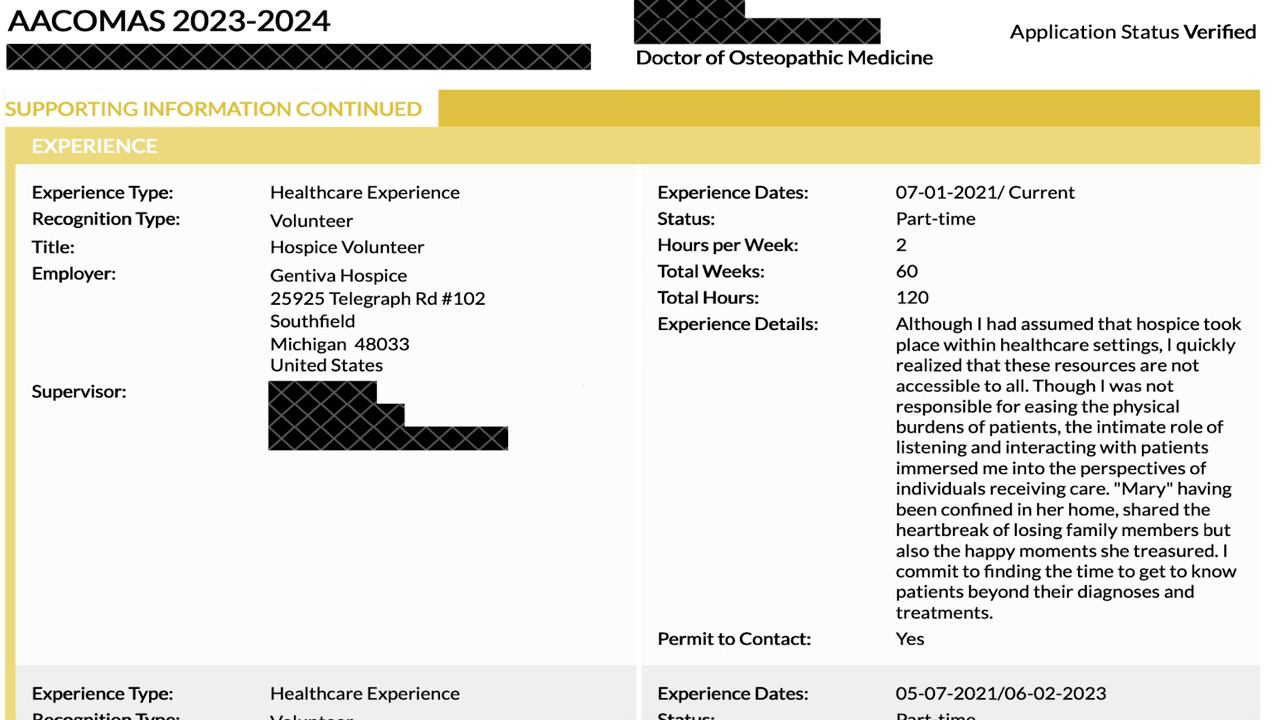 AACOMAS 2023-2024
Doctor of Osteopathic Medicine
Application Status Verified
SUPPORTING INFORMATION CONTINUED
EXPERIENCE
Experience Type: Healthcare Experience
Recognition Type: Volunteer
Title: Hospice Volunteer
Employer: Gentiva Hospice
25925 Telegraph Rd #102
Southfield
Michigan 48033
United States
Supervisor:
Experience Dates: 07-01-2021/ Current
Status: Part-time
Hours per Week: 2
Total Weeks: 60
Total Hours: 120
Experience Details: Although I had assumed that hospice took
place within healthcare settings, I quickly
realized that these resources are not
accessible to all. Though I was not
responsible for easing the physical
burdens of patients, the intimate role of
listening and interacting with patients
immersed me into the perspectives of
individuals receiving care. "Mary" having
been confined in her home, shared the
heartbreak of losing family members but
also the happy moments she treasured. I
commit to finding the time to get to know
patients beyond their diagnoses and
treatments.
Permit to Contact: Yes
Experience Type: Healthcare Experience
Recognition Type: Volunteer
Experience Dates: 05-07-2021/06-02-2023
Status: Part-time